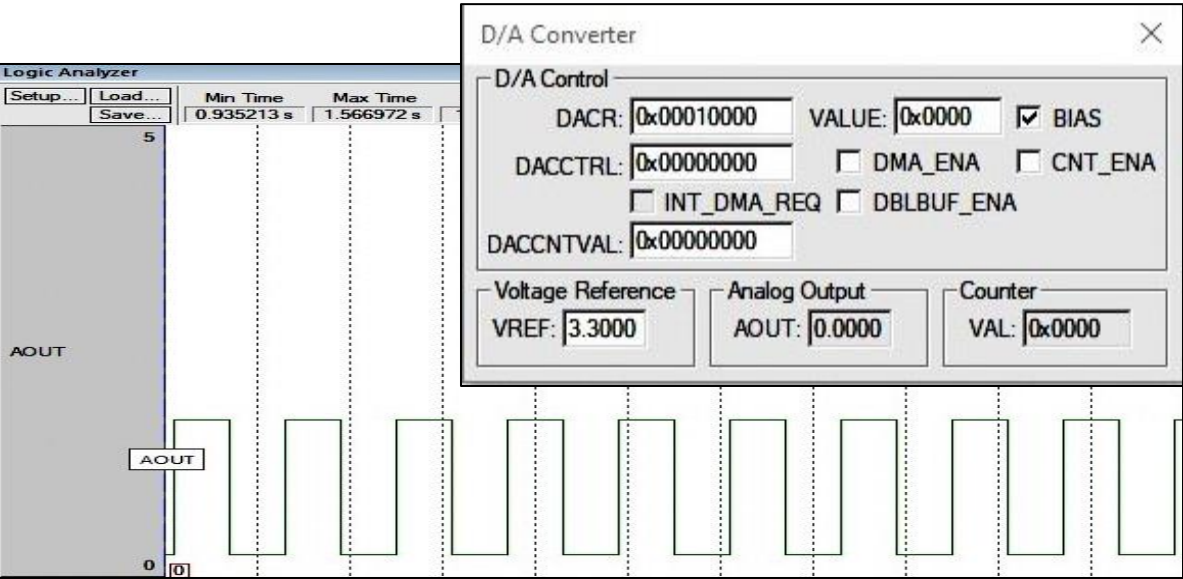 Logic Analyzer
Setup... Load... Min Time Max Time
Save... 0.935213 s 1.566972 s
5
AOUT
AOUT
0 0
D/A Converter
D/A Control
DACR: 0x00010000 VALUE: 0x0000 BIAS
DACCTRL: 0x00000000 DMA_ENA CNT_ENA
INT_DMA_REQ DBLBUF_ENA
DACCNTVAL: 0x00000000
Voltage Reference Analog Output Counter
VREF: 3.3000 AOUT: 0.0000 VAL: 0x0000